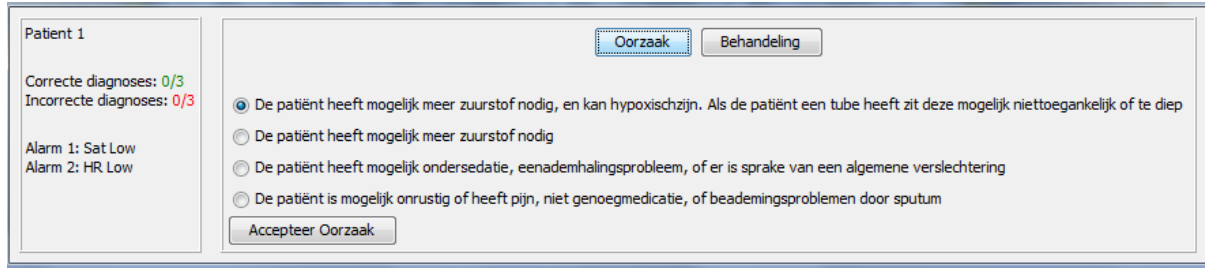 Patient 1
Correcte diagnoses: 0/3
Incorrecte diagnoses: 0/3
Alarm 1: Sat Low
Alarm 2: HR Low
Oorzaak
Behandeling
De patiënt heeft mogelijk meer zuurstof nodig, en kan hypoxischzijn. Als de patiënt een tube heeft zit deze mogelijk niettoegankelijk of te diep
De patiënt heeft mogelijk meer zuurstof nodig
De patiënt heeft mogelijk ondersedatie, eenademhalingsprobleem, of er is sprake van een algemene verslechtering
De patiënt is mogelijk onrustig of heeft pijn, niet genoegmedicatie, of beademingsproblemen door sputum
Accepteer Oorzaak